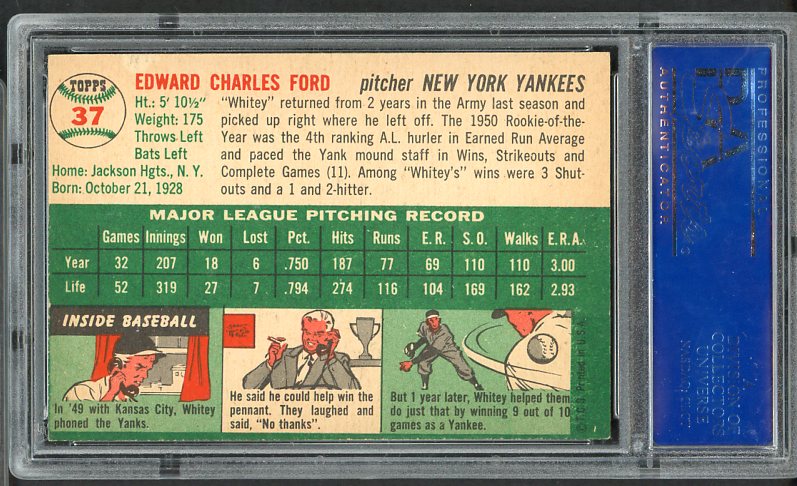 TOPPS
37
EDWARD CHARLES FORD pitcher NEW YORK YANKEES
Ht.: 5' 10½"
Weight: 175
Throws Left
Bats Left
Home: Jackson Hgts., N. Y.
Born: October 21, 1928
"Whitey" returned from 2 years in the Army last season and
picked up right where he left off. The 1950 Rookie-of-the-
Year was the 4th ranking A.L. hurler in Earned Run Average
and paced the Yank mound staff in Wins, Strikeouts and
Complete Games (11). Among "Whitey's" wins were 3 Shut-
outs and a 1 and 2-hitter.
MAJOR LEAGUE PITCHING RECORD
Games Innings Won Lost Pct. Hits Runs E.R. S.O. Walks E.R.A.
Year 32 207 18 6 .750 187 77 69 110 110 3.00
Life 52 319 27 7 .794 274 116 104 169 162 2.93
INSIDE BASEBALL
In '49 with Kansas City, Whitey
phoned the Yanks.
He said he could help win the
pennant. They laughed and
said, "No thanks".
But 1 year later, Whitey helped them
do just that by winning 9 out of 10
games as a Yankee.
© T.C.G. Printed in U.S.A.
PROFESSIONAL
PSA
AUTHENTICATOR
A DIVISION OF
COLLECTORS
UNIVERSE